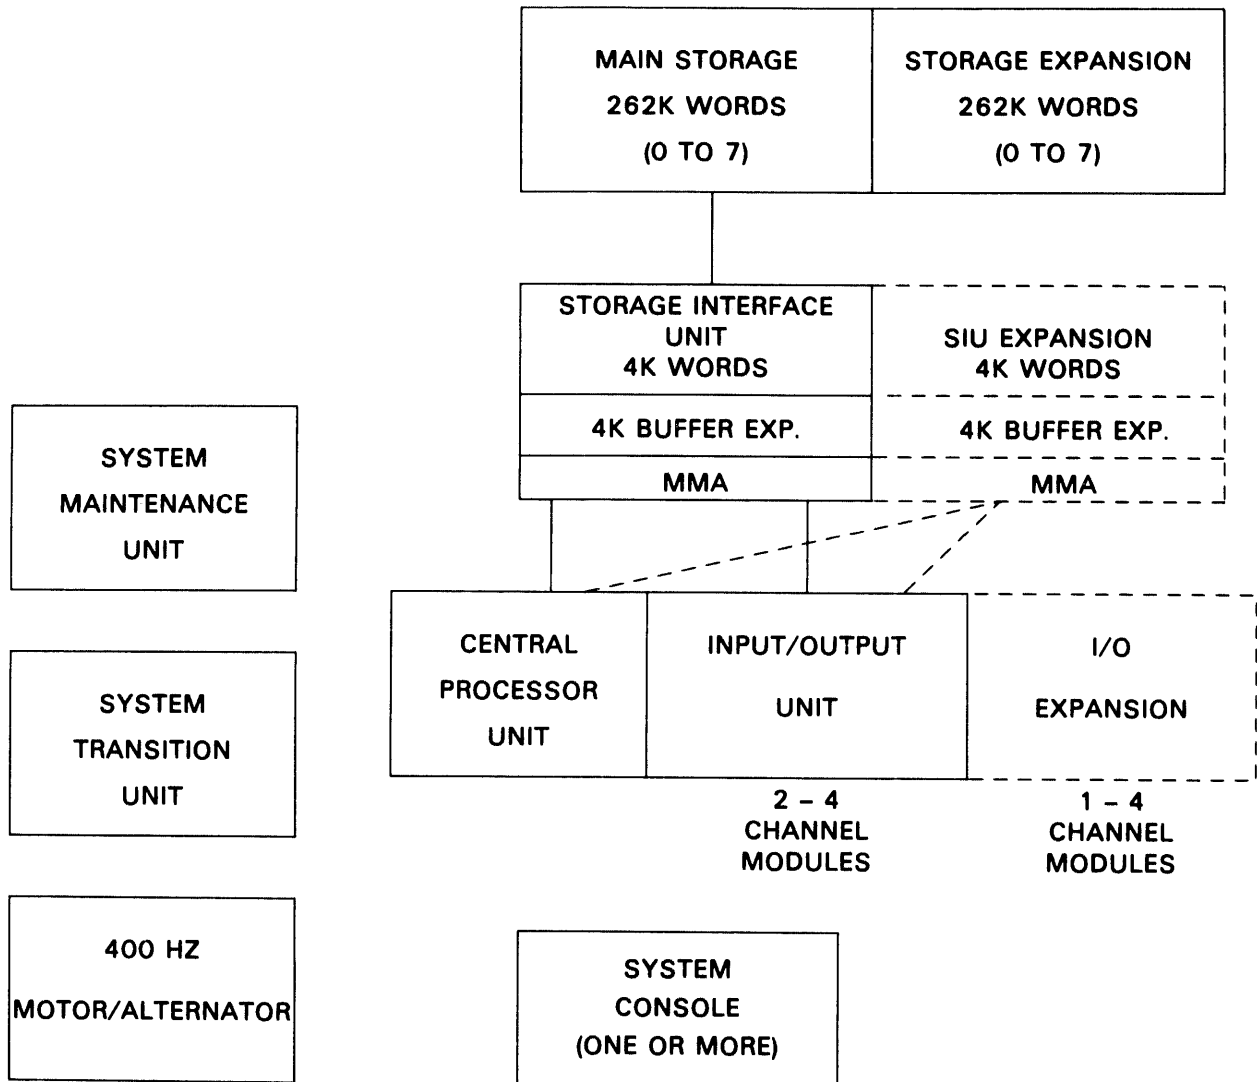 MAIN STORAGE
262K WORDS
(0 TO 7)
STORAGE EXPANSION
262K WORDS
(0 TO 7)
STORAGE INTERFACE
UNIT
4K WORDS
SIU EXPANSION
4K WORDS
4K BUFFER EXP.
4K BUFFER EXP.
MMA
MMA
SYSTEM
MAINTENANCE
UNIT
CENTRAL
PROCESSOR
UNIT
INPUT/OUTPUT
UNIT
I/O
EXPANSION
2 – 4
CHANNEL
MODULES
1 – 4
CHANNEL
MODULES
SYSTEM
TRANSITION
UNIT
400 HZ
MOTOR/ALTERNATOR
SYSTEM
CONSOLE
(ONE OR MORE)